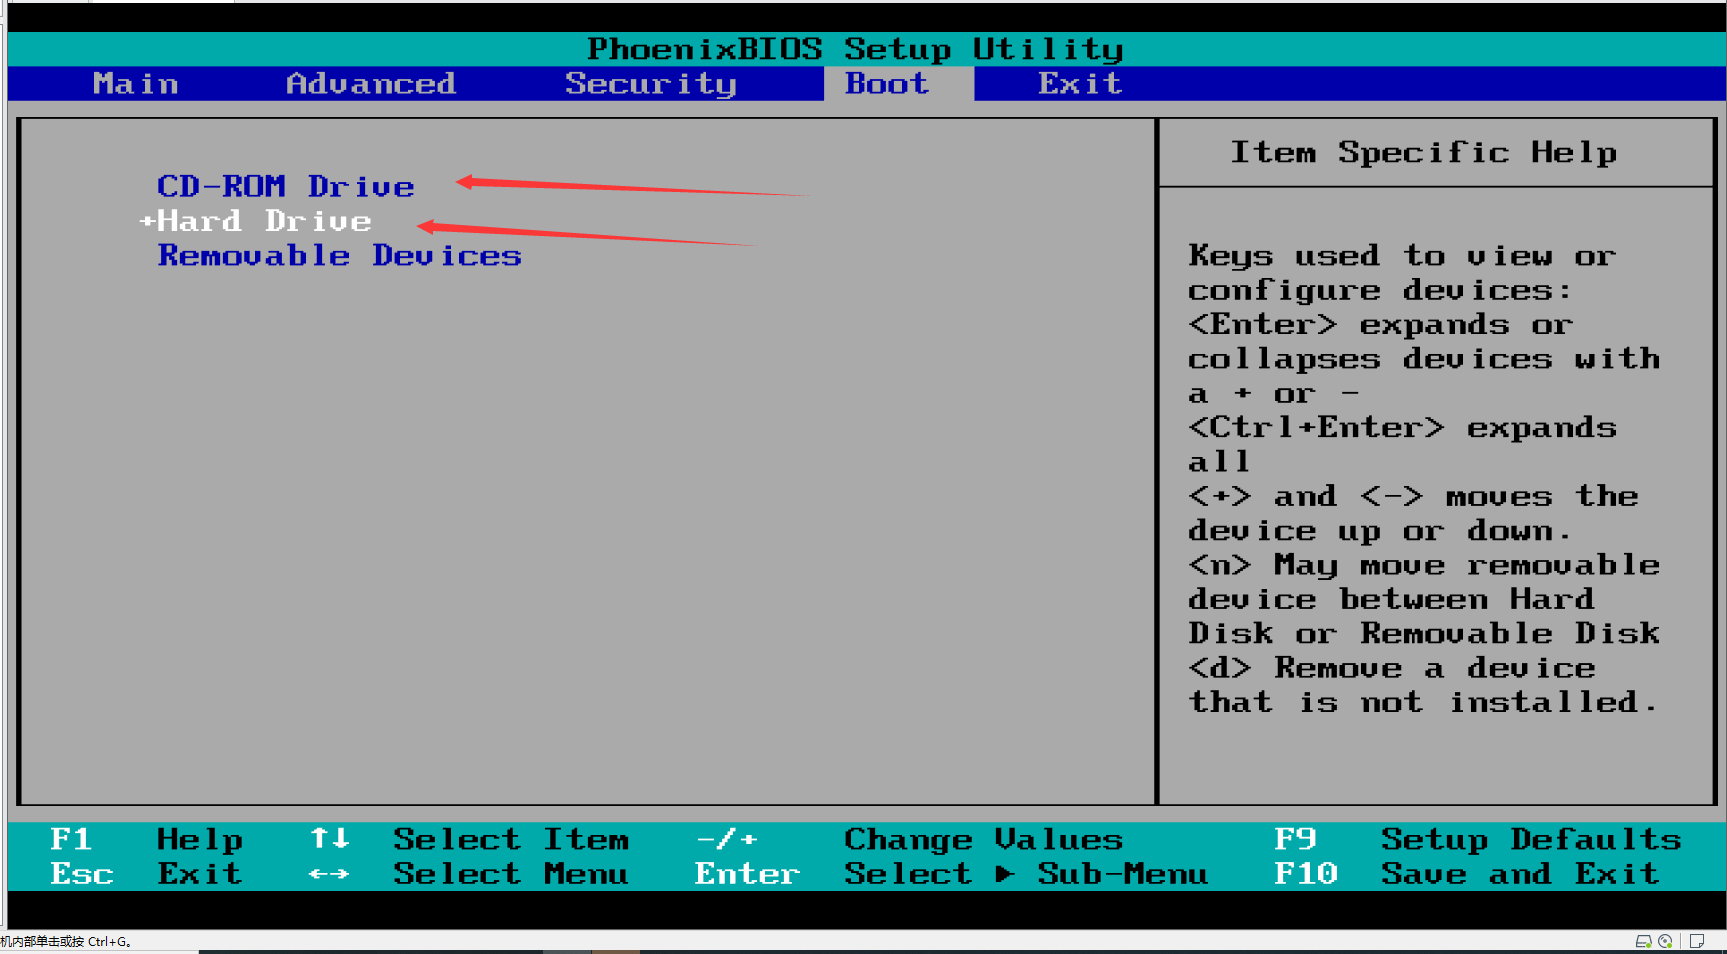 PhoenixBIOS Setup Utility
Main Advanced Security Boot Exit
CD-ROM Drive
+Hard Drive
Removable Devices
Item Specific Help
Keys used to view or
configure devices:
<Enter> expands or
collapses devices with
a + or -
<Ctrl+Enter> expands
all
<+> and <-> moves the
device up or down.
<n> May move removable
device between Hard
Disk or Removable Disk
<d> Remove a device
that is not installed.
F1 Help ↑↓ Select Item -/+ Change Values F9 Setup Defaults
Esc Exit ↔ Select Menu Enter Select ► Sub-Menu F10 Save and Exit
机内部单击或按 Ctrl+G。